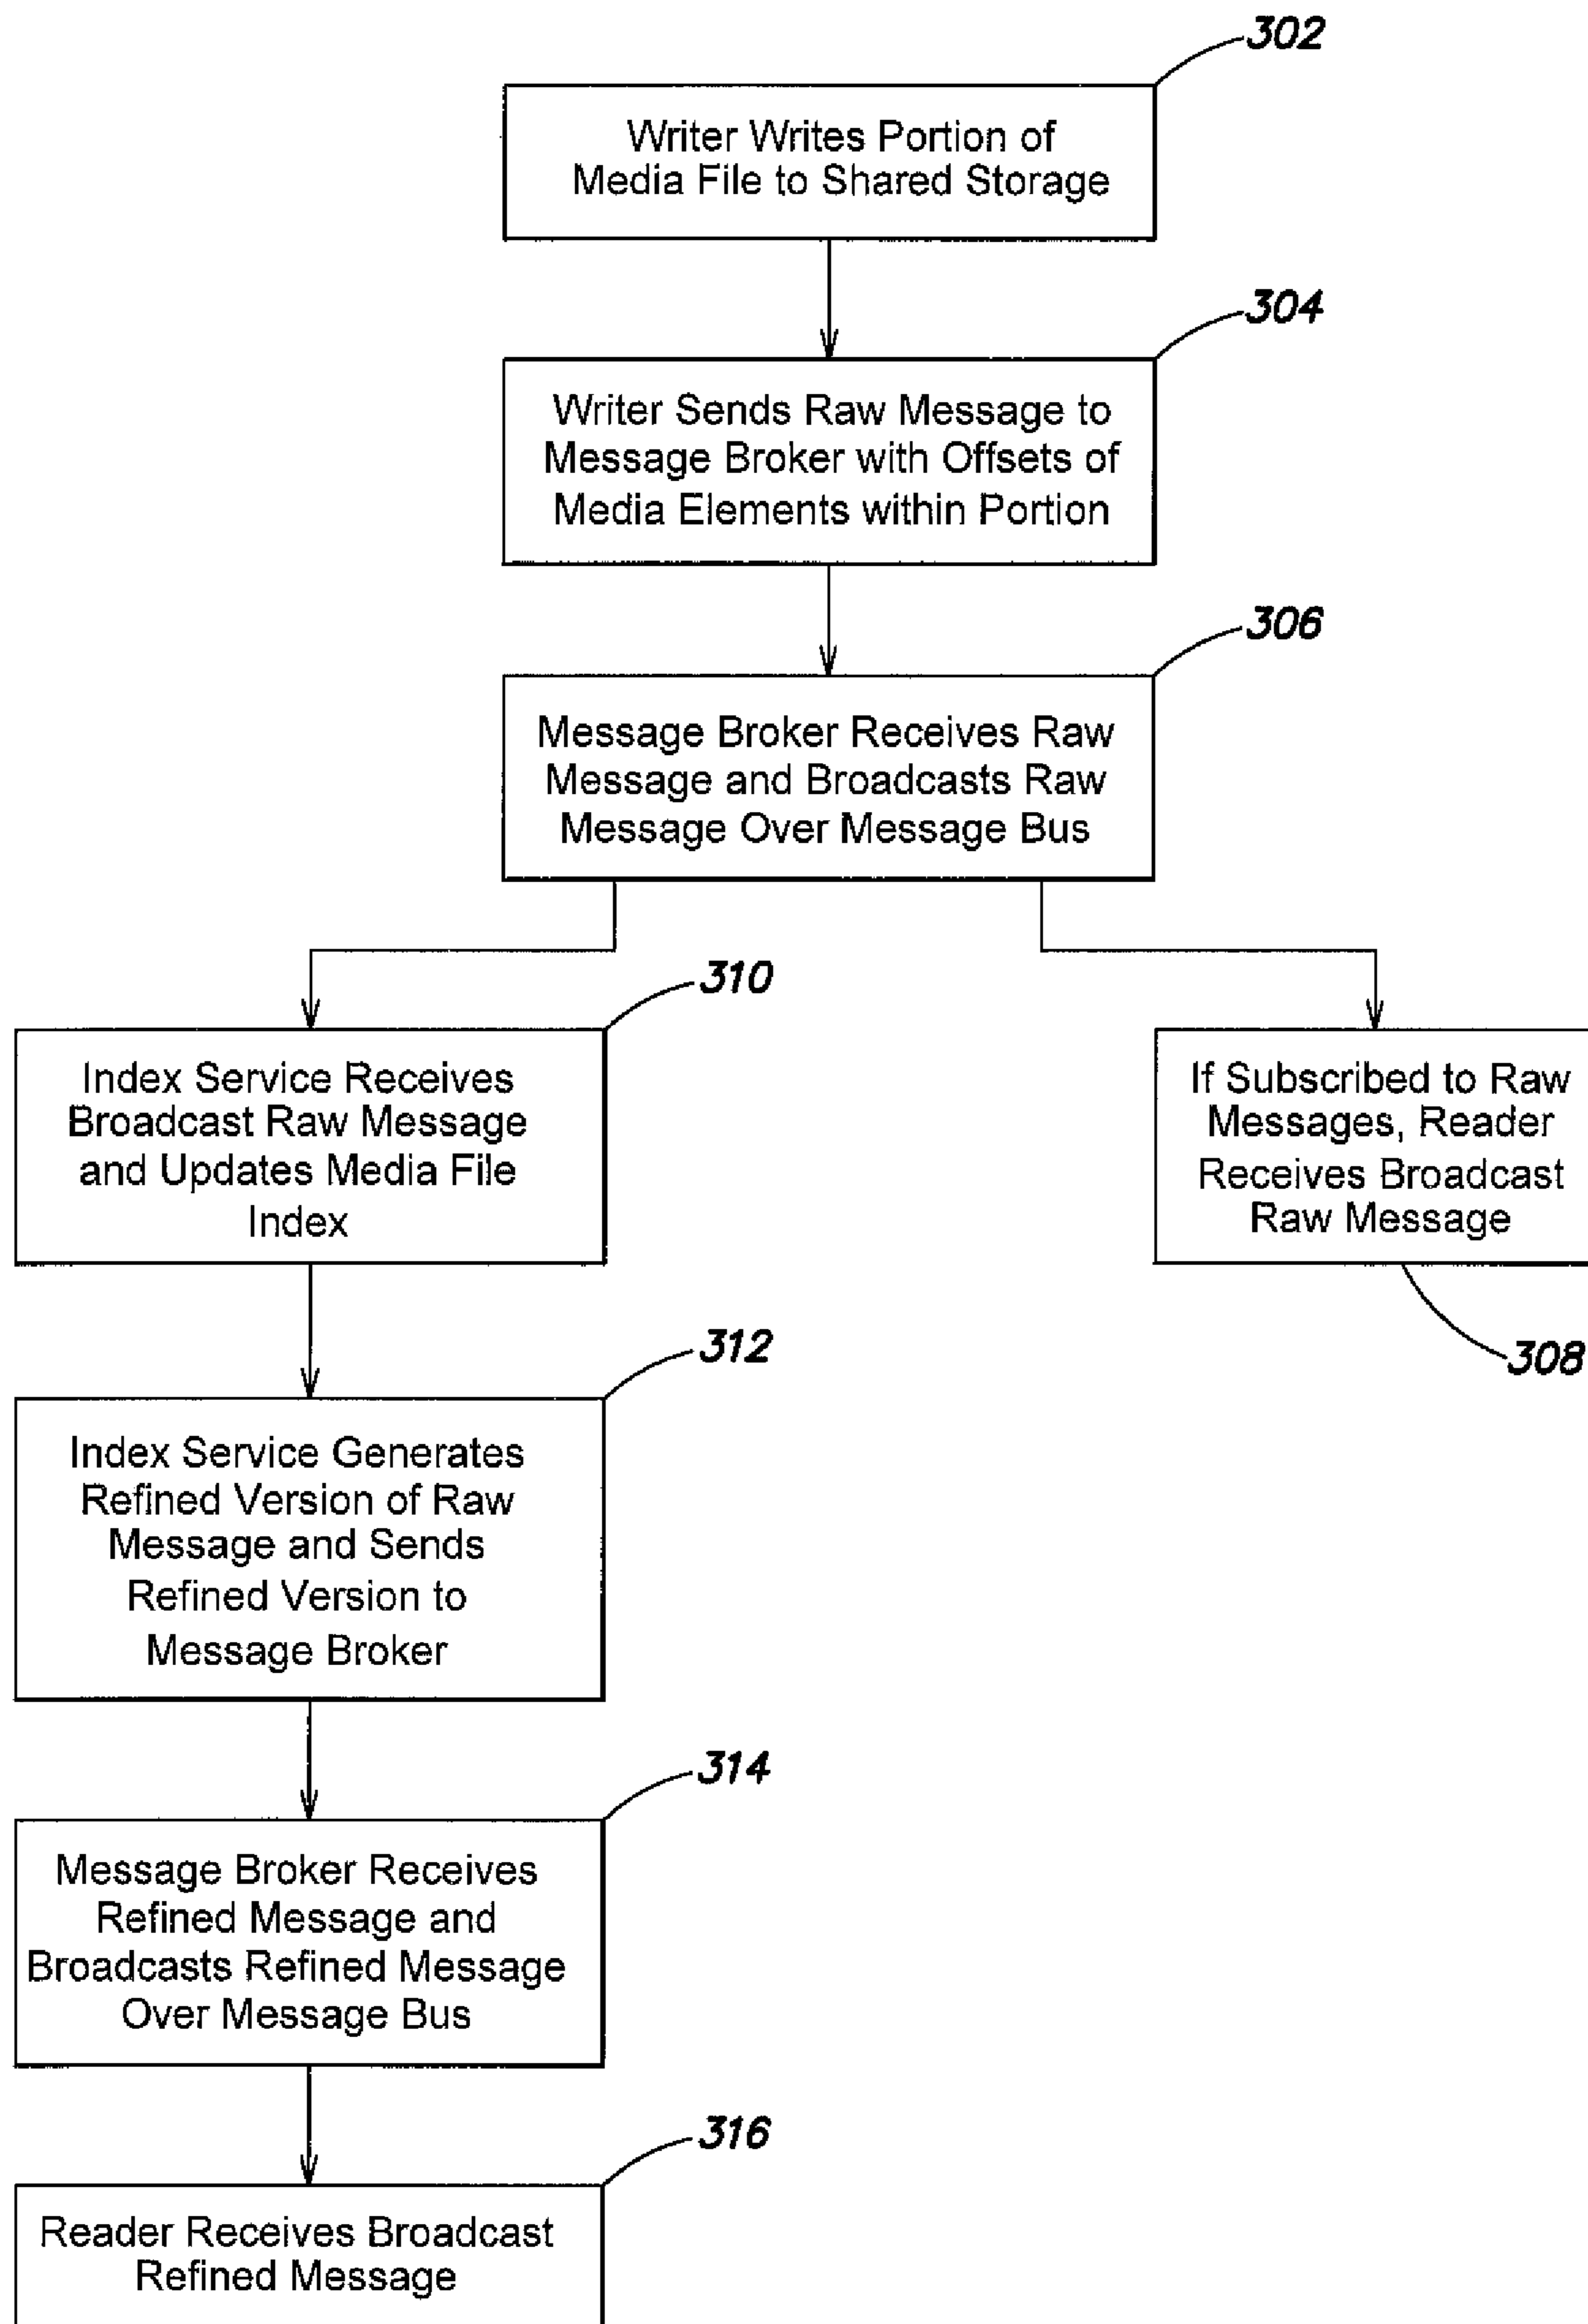 302
Writer Writes Portion of
Media File to Shared Storage
304
Writer Sends Raw Message to
Message Broker with Offsets of
Media Elements within Portion
306
Message Broker Receives Raw
Message and Broadcasts Raw
Message Over Message Bus
310
Index Service Receives
Broadcast Raw Message
and Updates Media File
Index
If Subscribed to Raw
Messages, Reader
Receives Broadcast
Raw Message
308
312
Index Service Generates
Refined Version of Raw
Message and Sends
Refined Version to
Message Broker
314
Message Broker Receives
Refined Message and
Broadcasts Refined Message
Over Message Bus
316
Reader Receives Broadcast
Refined Message